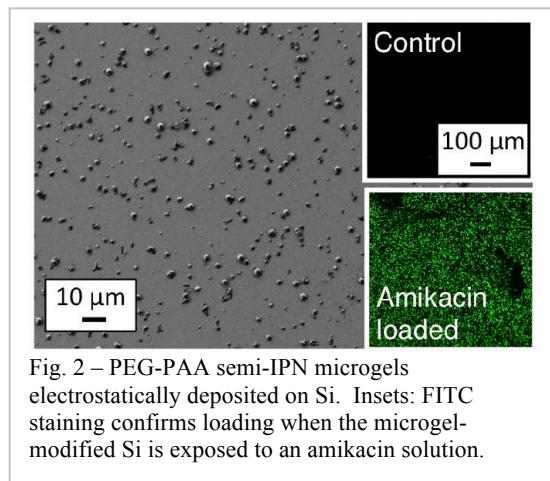 Control
100 µm
10 µm
Amikacin
loaded
Fig. 2 – PEG-PAA semi-IPN microgels
electrostatically deposited on Si.  Insets: FITC
staining confirms loading when the microgel-
modified Si is exposed to an amikacin solution.